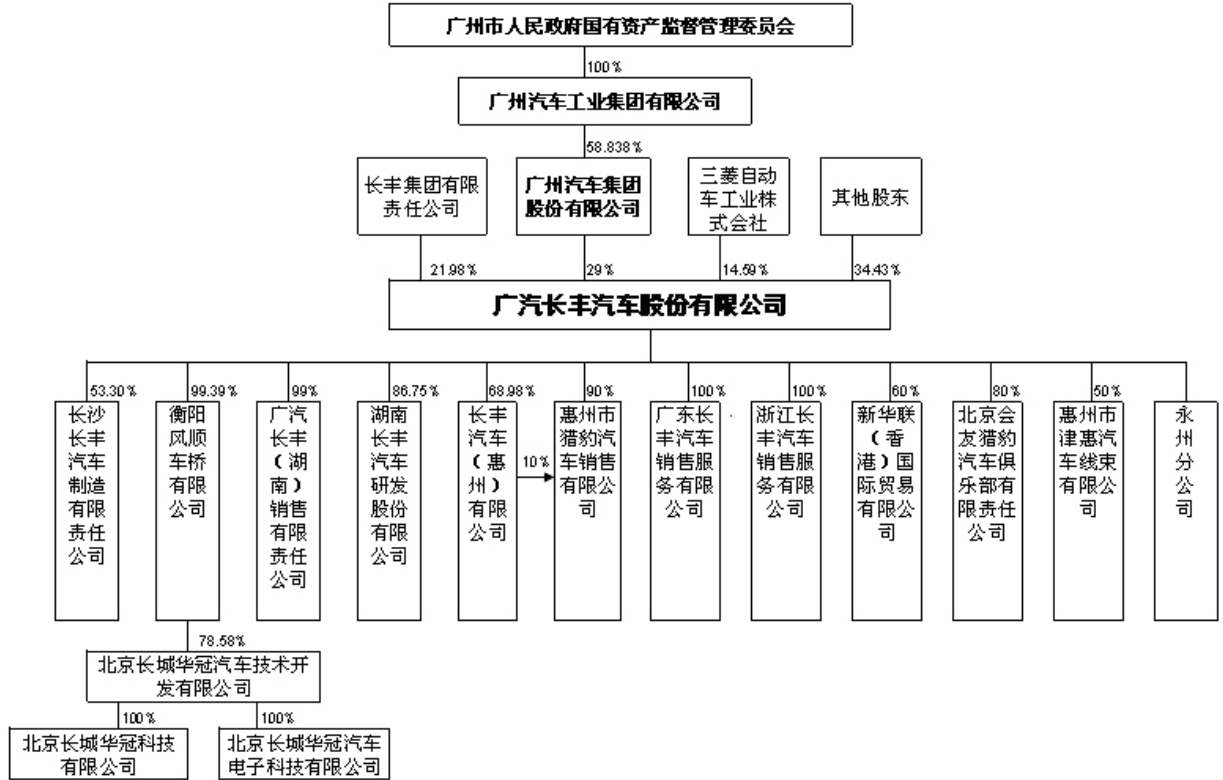 广州市人民政府国有资产监督管理委员会
100%
广州汽车工业集团有限公司
58.838%
长丰集团有限
责任公司
广州汽车集团
股份有限公司
三菱自动
车工业株
式会社
其他股东
21.98%
29%
14.59%
34.43%
广汽长丰汽车股份有限公司
53.30%
99.39%
99%
86.75%
68.98%
90%
100%
100%
60%
80%
50%
长沙
长丰
汽车
制造
有限
责任
公司
衡阳
风顺
车桥
有限
公司
广汽
长丰
（湖
南）
销售
有限
责任
公司
湖南
长丰
汽车
研发
股份
有限
公司
长丰
汽车
（惠
州）
有限
公司
10%
惠州市
猎豹汽
车销售
有限公
司
广东长
丰汽车
销售服
务有限
公司
浙江长
丰汽车
销售服
务有限
公司
新华联
（香
港）国
际贸易
有限公
司
北京会
友猎豹
汽车俱
乐部有
限责任
公司
惠州市
津惠汽
车线束
有限公
司
永
州
分
公
司
78.58%
北京长城华冠汽车技术开
发有限公司
100%
100%
北京长城华冠科技
有限公司
北京长城华冠汽车
电子科技有限公司